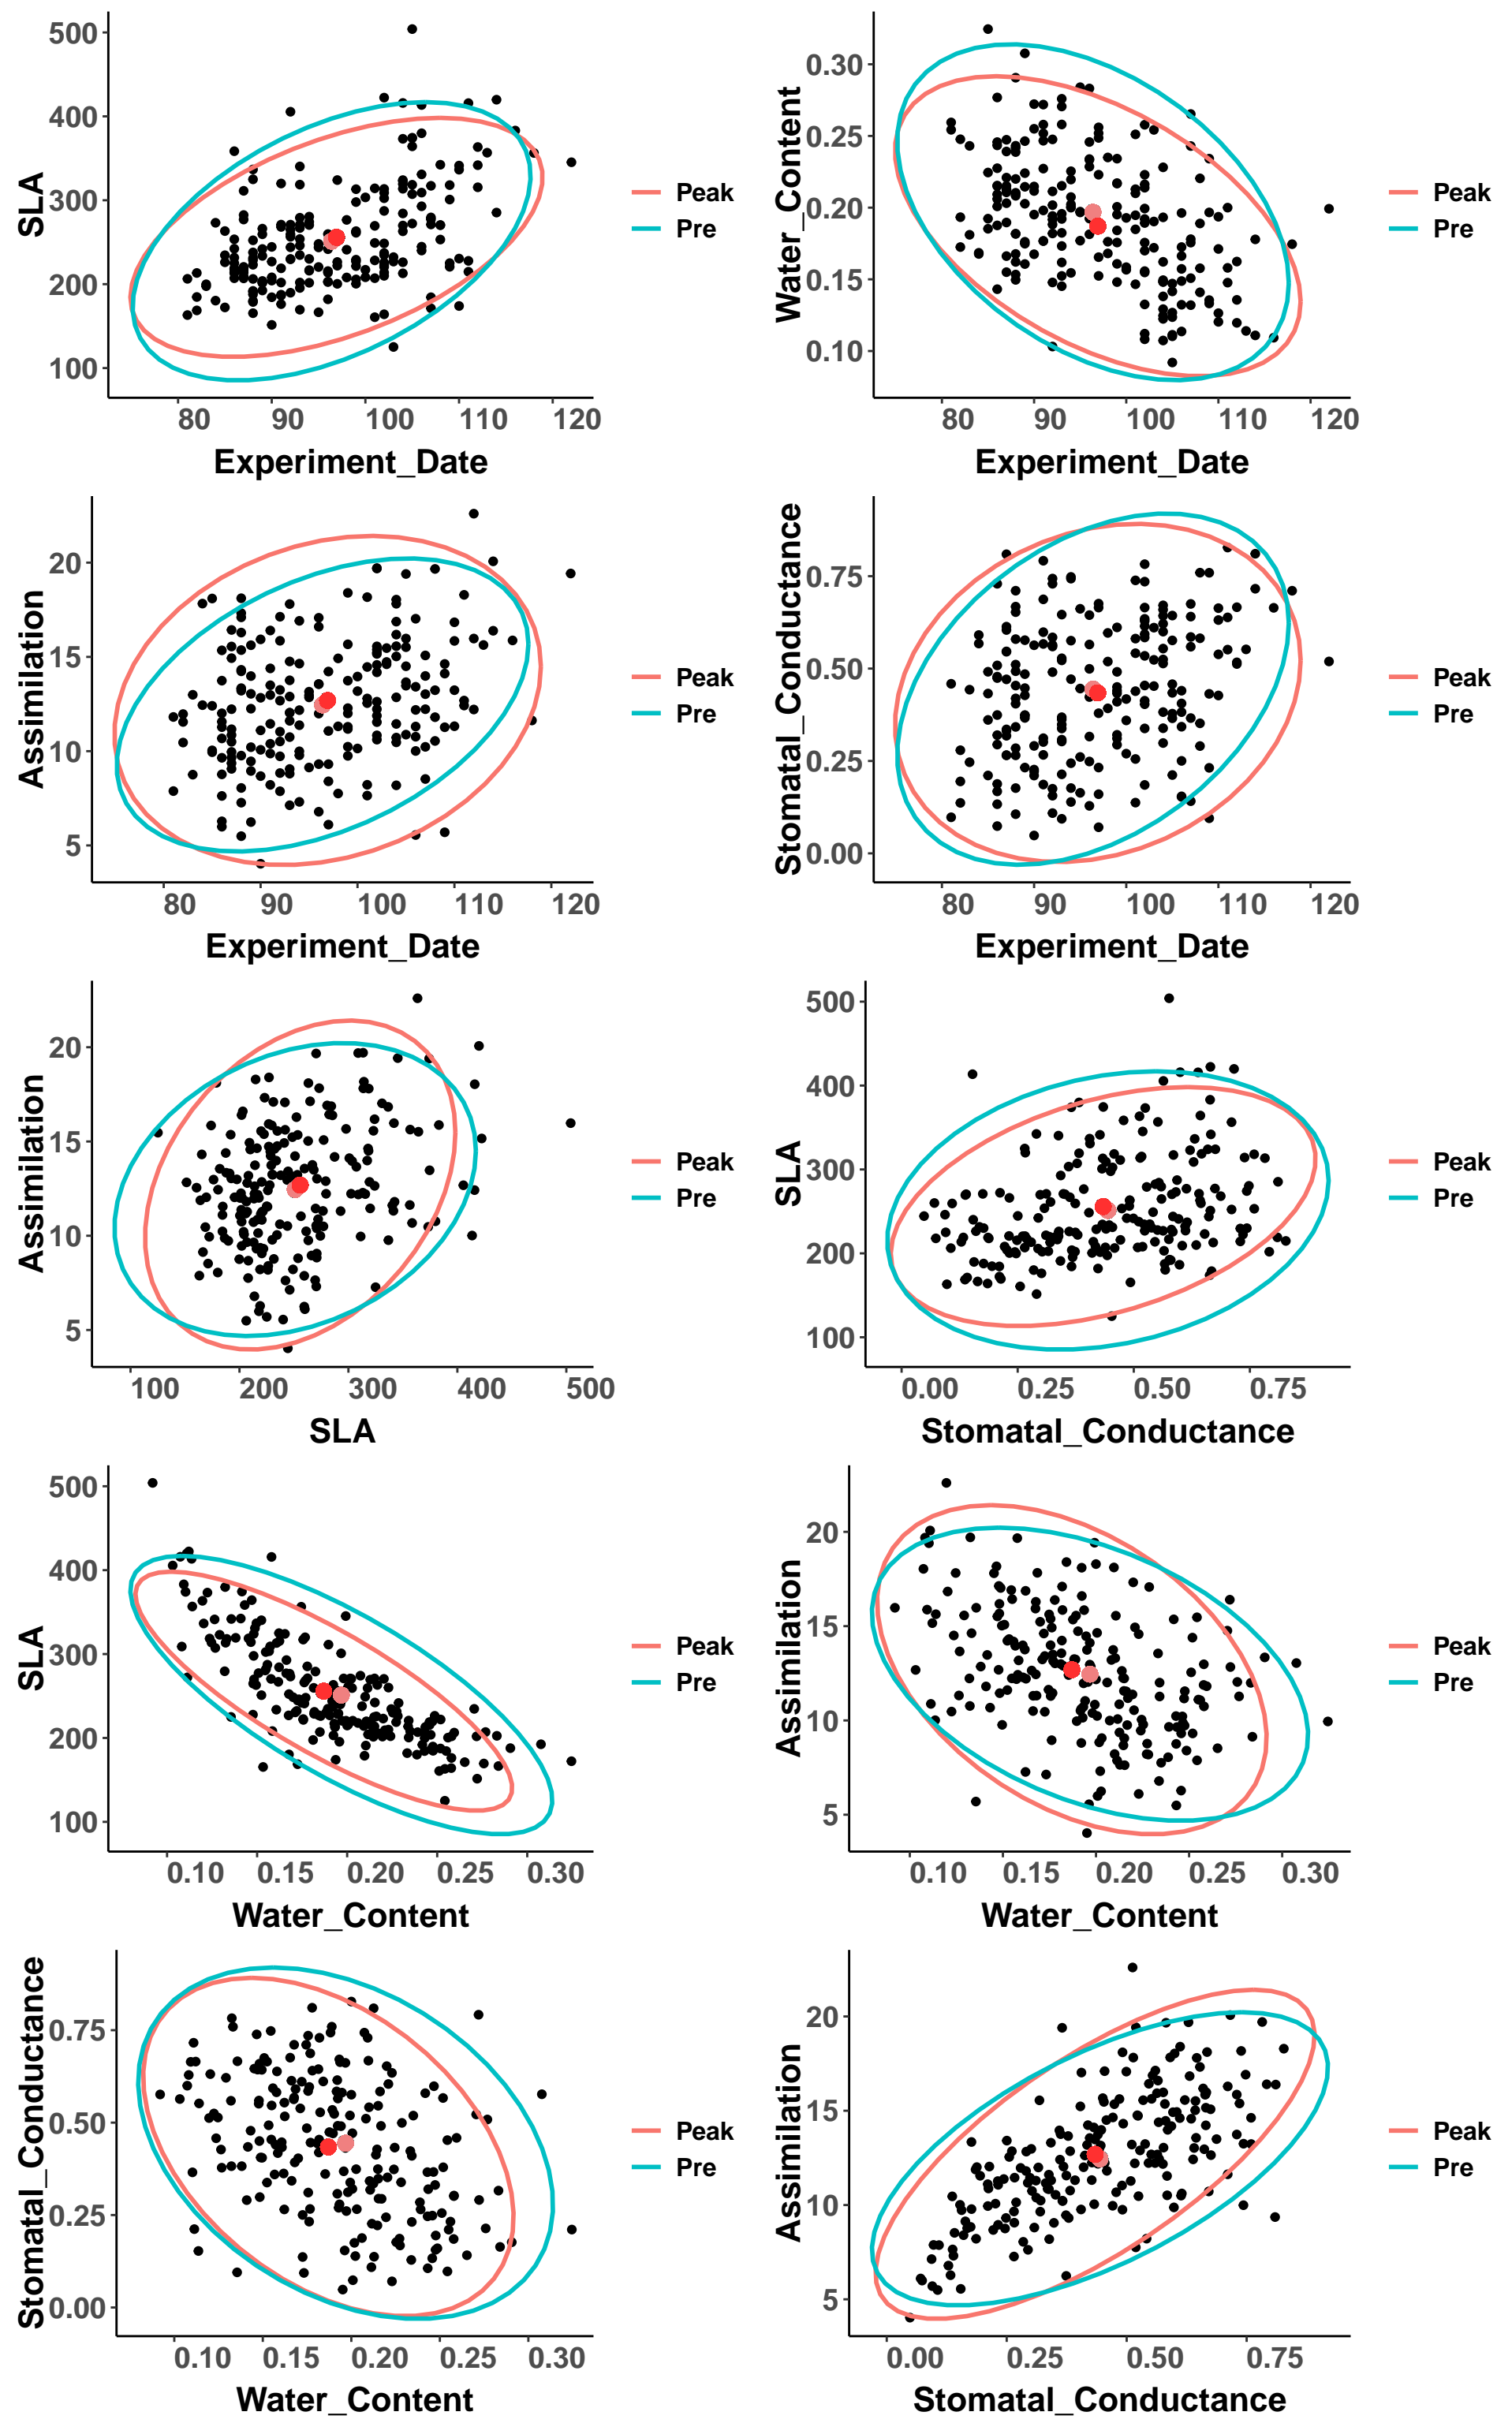 SLA
500
400
300
200
100
80 90 100 110 120
Experiment_Date
Peak
Pre
Water_Content
0.30
0.25
0.20
0.15
0.10
80 90 100 110 120
Experiment_Date
Peak
Pre
Assimilation
20
15
10
5
80 90 100 110 120
Experiment_Date
Peak
Pre
Stomatal_Conductance
0.75
0.50
0.25
0.00
80 90 100 110 120
Experiment_Date
Peak
Pre
Assimilation
20
15
10
5
100 200 300 400 500
SLA
Peak
Pre
SLA
500
400
300
200
100
0.00 0.25 0.50 0.75
Stomatal_Conductance
Peak
Pre
SLA
500
400
300
200
100
0.10 0.15 0.20 0.25 0.30
Water_Content
Peak
Pre
Assimilation
20
15
10
5
0.10 0.15 0.20 0.25 0.30
Water_Content
Peak
Pre
Stomatal_Conductance
0.75
0.50
0.25
0.00
0.10 0.15 0.20 0.25 0.30
Water_Content
Peak
Pre
Assimilation
20
15
10
5
0.00 0.25 0.50 0.75
Stomatal_Conductance
Peak
Pre